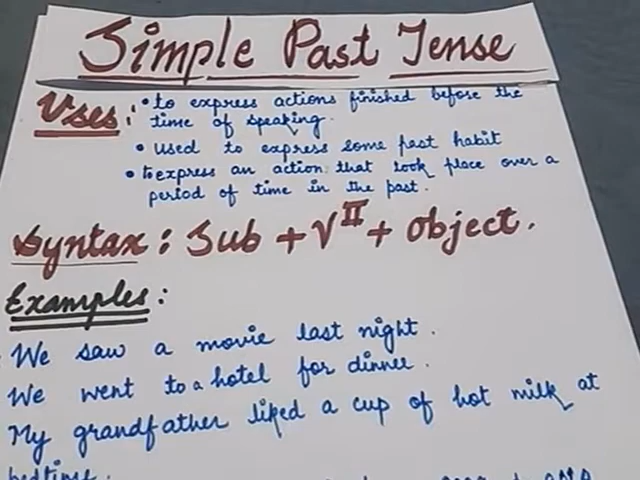 Simple Past Tense
Uses: • to express actions finished before the
time of speaking.
• used to express some past habit
• to express an action that took place over a
period of time in the past.
Syntax: Sub + V II + object.
Examples:
We saw a movie last night.
We went to a hotel for dinner.
My grandfather liked a cup of hot milk at
bedtime.